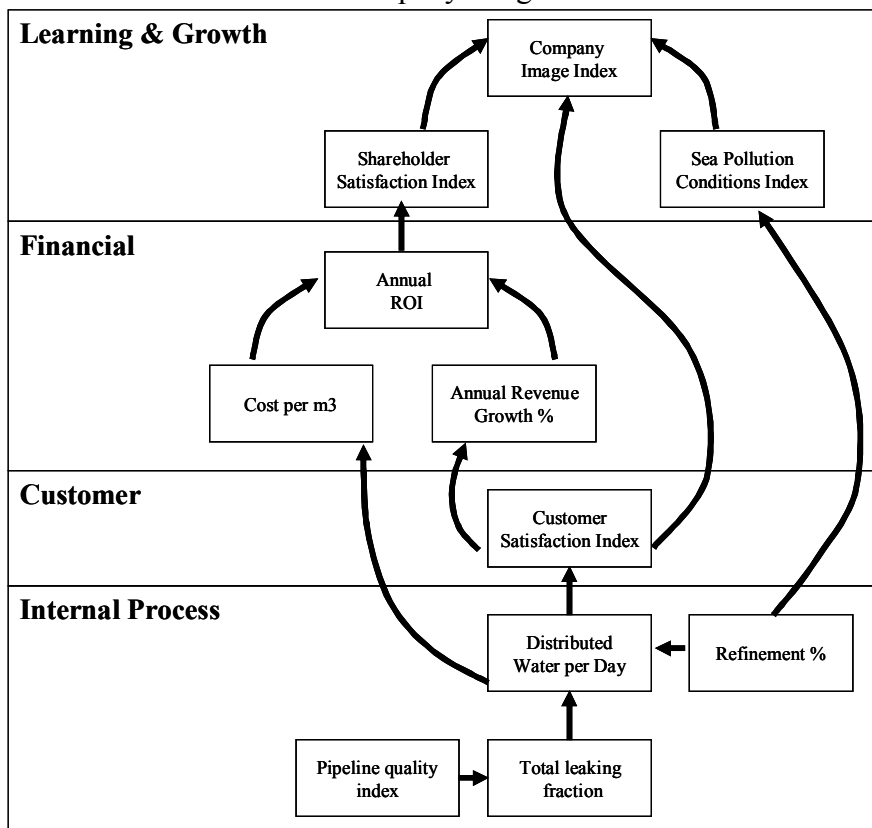 Learning & Growth
Company
Image Index
Shareholder
Satisfaction Index
Sea Pollution
Conditions Index
Financial
Annual
ROI
Cost per m3
Annual Revenue
Growth %
Customer
Customer
Satisfaction Index
Internal Process
Distributed
Water per Day
Refinement %
Pipeline quality
index
Total leaking
fraction